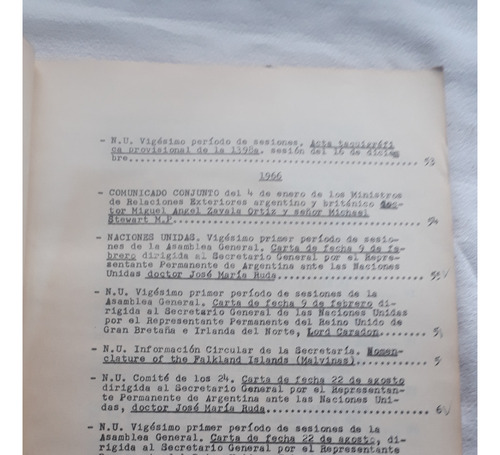 - N.U. Vigésimo período de sesiones. Acta taquigráfi
ca provisional de la 1398a. sesión del 16 de diciem
bre.......................................... 53
1966
- COMUNICADO CONJUNTO del 4 de enero de los Ministros
de Relaciones Exteriores argentino y británico doc-
tor Miguel Angel Zavala Ortiz y señor Michael
Stewart M.P.................................. 54
- NACIONES UNIDAS. Vigésimo primer período de sesio-
nes de la Asamblea General. Carta de fecha 9 de fe-
brero dirigida al Secretario General por el Repre-
sentante Permanente de Argentina ante las Naciones
Unidas doctor José María Ruda................
- N.U. Vigésimo primer período de sesiones de la
Asamblea General. Carta de fecha 9 de febrero di-
rigida al Secretario General de las Naciones Unidas
por el Representante Permanente del Reino Unido de
Gran Bretaña e Irlanda del Norte, Lord Caradon...
- N.U. Información Circular de la Secretaría. Nomen-
clature of the Falkland Islands (Malvinas)...
- N.U. Comité de los 24. Carta de fecha 22 de agosto
dirigida al Secretario General por el Representan-
te Permanente de Argentina ante las Naciones Uni-
das, doctor José María Ruda..................
- N.U. Vigésimo primer período de sesiones de la
Asamblea General. Carta de fecha 22 de agosto, di-
rigida al Secretario General por el Representante